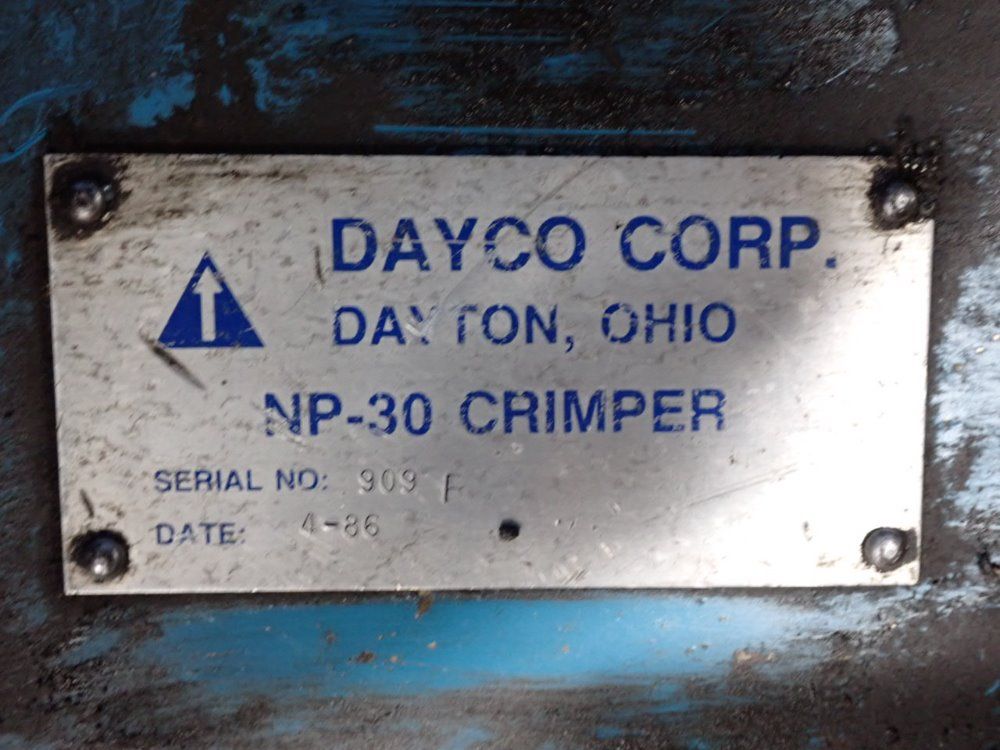 DAYCO CORP.
DAYTON, OHIO
NP-30 CRIMPER
SERIAL NO: 909 F
DATE: 4-86